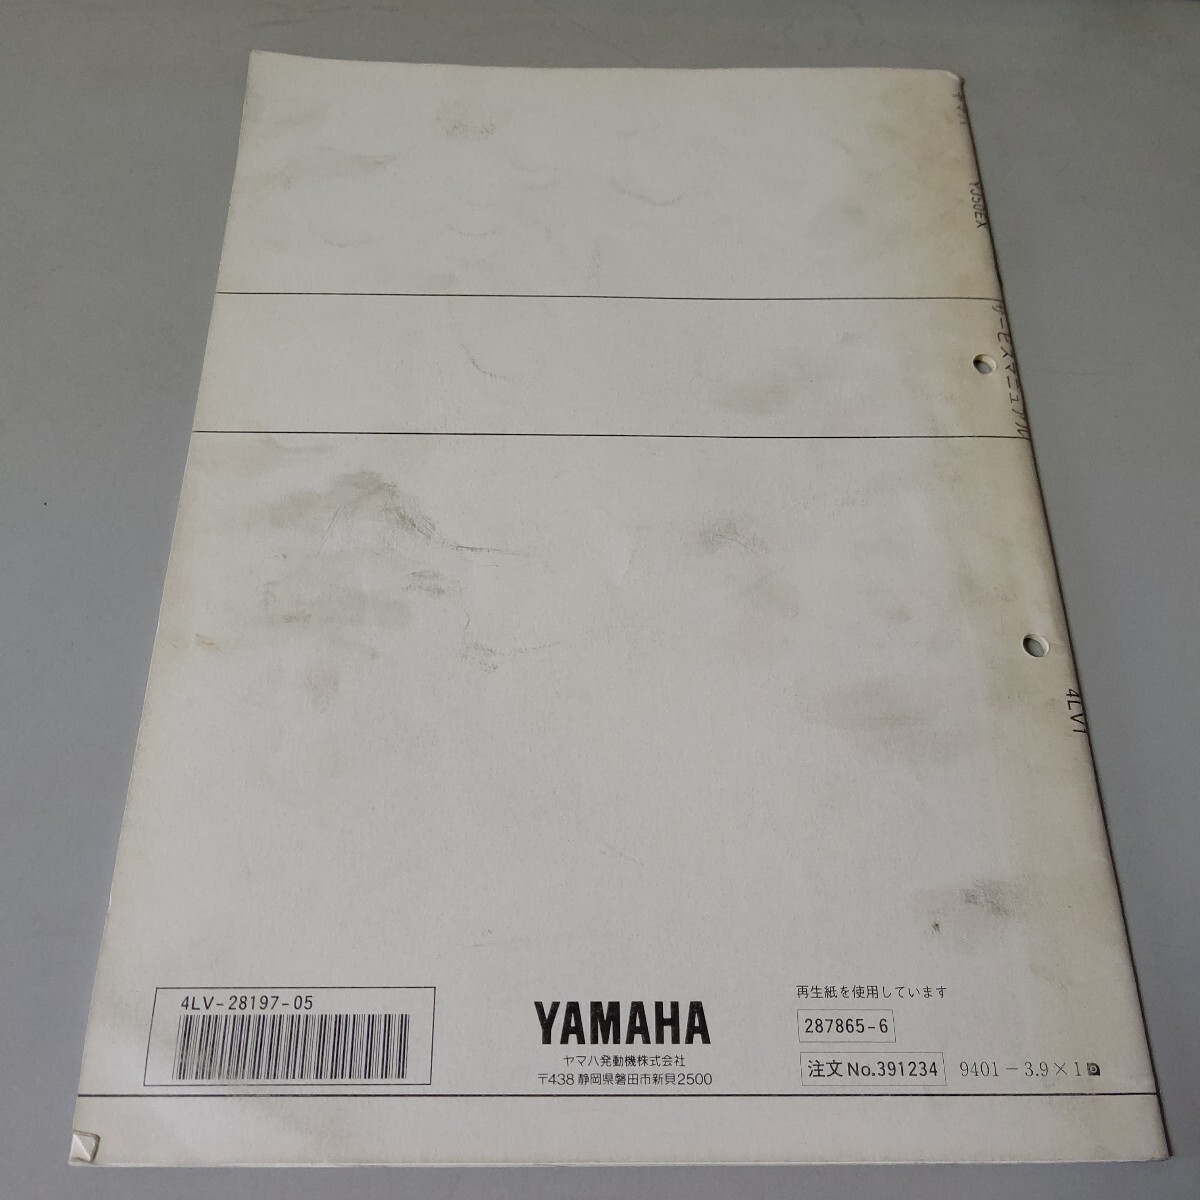 YJ50EX
サービスマニュアル
4LV1
4LV-28197-05
YAMAHA
ヤマハ発動機株式会社
〒438 静岡県磐田市新貝2500
再生紙を使用しています
287865-6
注文No.391234
9401－3.9×1